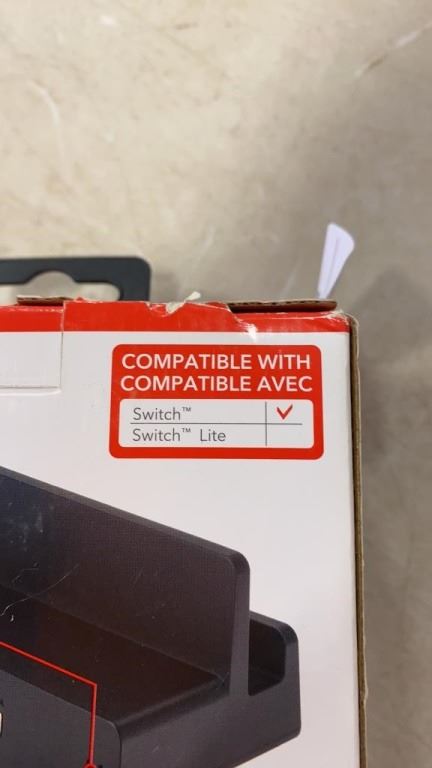 COMPATIBLE WITH
COMPATIBLE AVEC
Switch™ ✓
Switch™ Lite